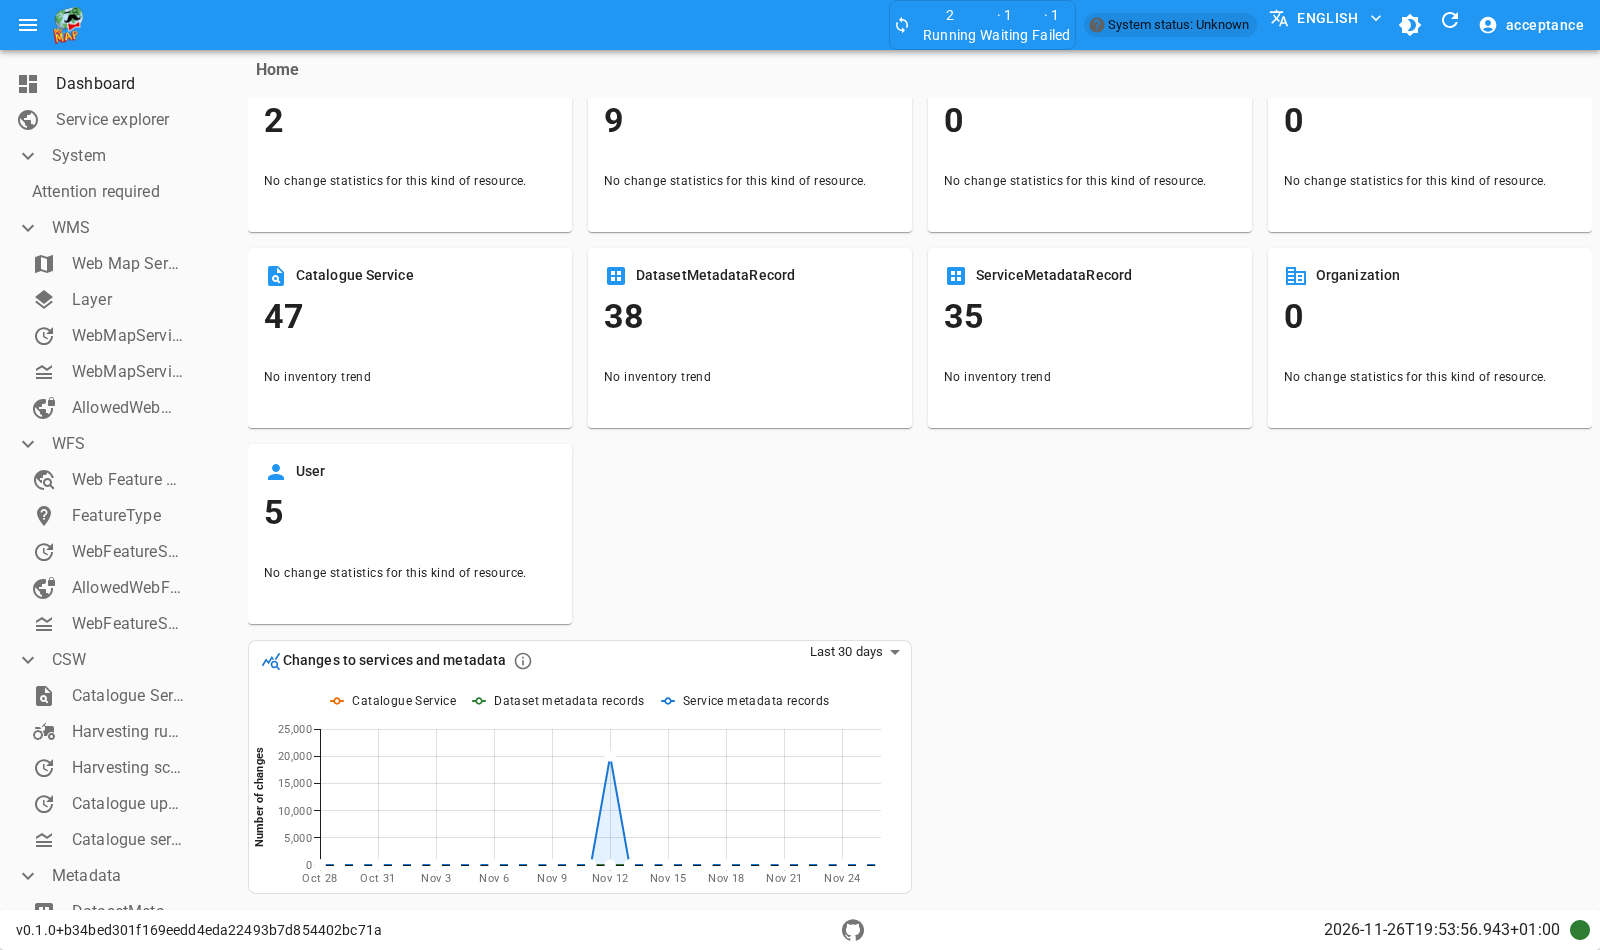 2 · 1 · 1
Running Waiting Failed
System status: Unknown
ENGLISH
acceptance
MAP
Home
Dashboard
Service explorer
System
Attention required
WMS
Web Map Ser…
Layer
WebMapServi…
WebMapServi…
AllowedWeb…
WFS
Web Feature …
FeatureType
WebFeatureS…
AllowedWebF…
WebFeatureS…
CSW
Catalogue Ser…
Harvesting ru…
Harvesting sc…
Catalogue up…
Catalogue ser…
Metadata
2
No change statistics for this kind of resource.
9
No change statistics for this kind of resource.
0
No change statistics for this kind of resource.
0
No change statistics for this kind of resource.
Catalogue Service
47
No inventory trend
DatasetMetadataRecord
38
No inventory trend
ServiceMetadataRecord
35
No inventory trend
Organization
0
No change statistics for this kind of resource.
User
5
No change statistics for this kind of resource.
Changes to services and metadata
Last 30 days
Catalogue Service Dataset metadata records Service metadata records
Number of changes
25,000
20,000
15,000
10,000
5,000
0
Oct 28 Oct 31 Nov 3 Nov 6 Nov 9 Nov 12 Nov 15 Nov 18 Nov 21 Nov 24
v0.1.0+b34bed301f169eedd4eda22493b7d854402bc71a
2026-11-26T19:53:56.943+01:00